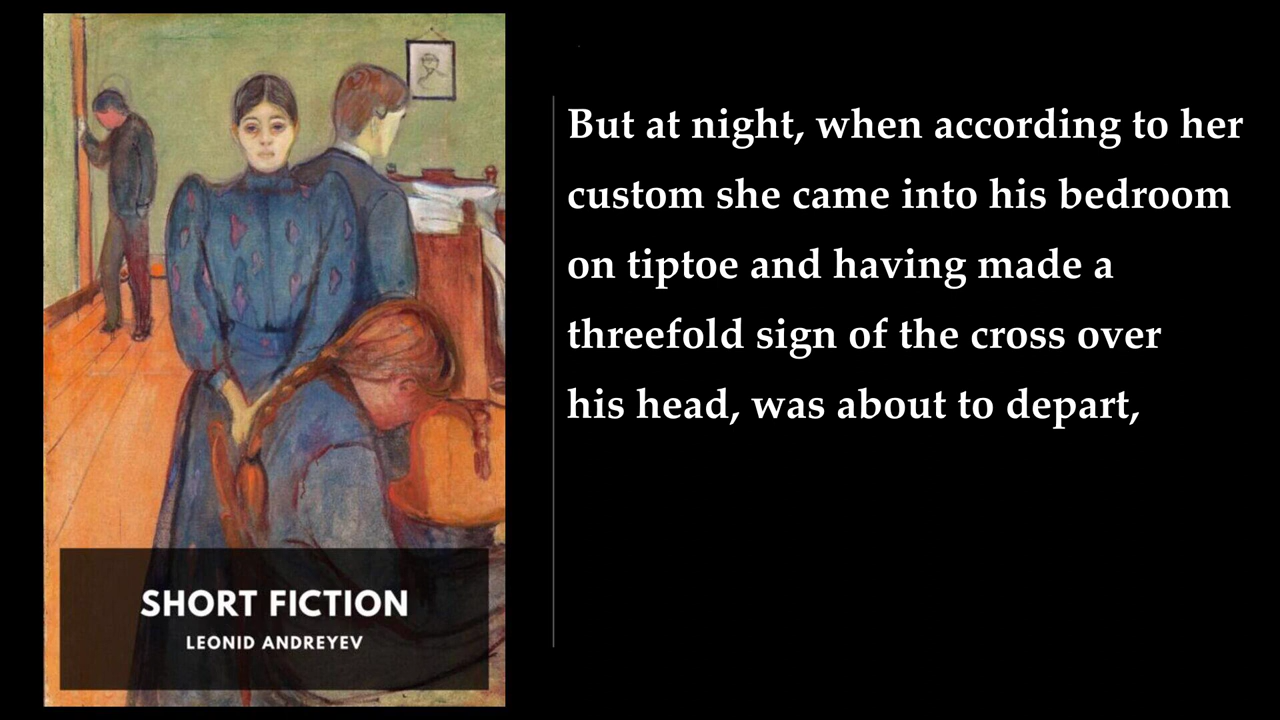 But at night, when according to her
custom she came into his bedroom
on tiptoe and having made a
threefold sign of the cross over
his head, was about to depart,
SHORT FICTION
LEONID ANDREYEV